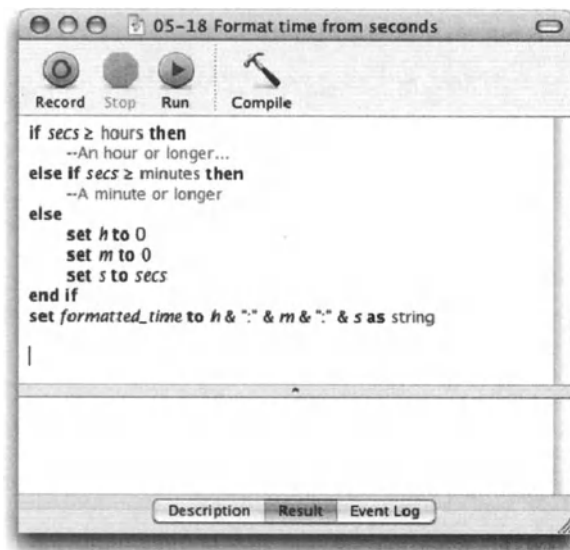 05-18 Format time from seconds
Record Stop Run Compile
if secs ≥ hours then
--An hour or longer...
else if secs ≥ minutes then
--A minute or longer
else
set h to 0
set m to 0
set s to secs
end if
set formatted_time to h & ":" & m & ":" & s as string
Description Result Event Log